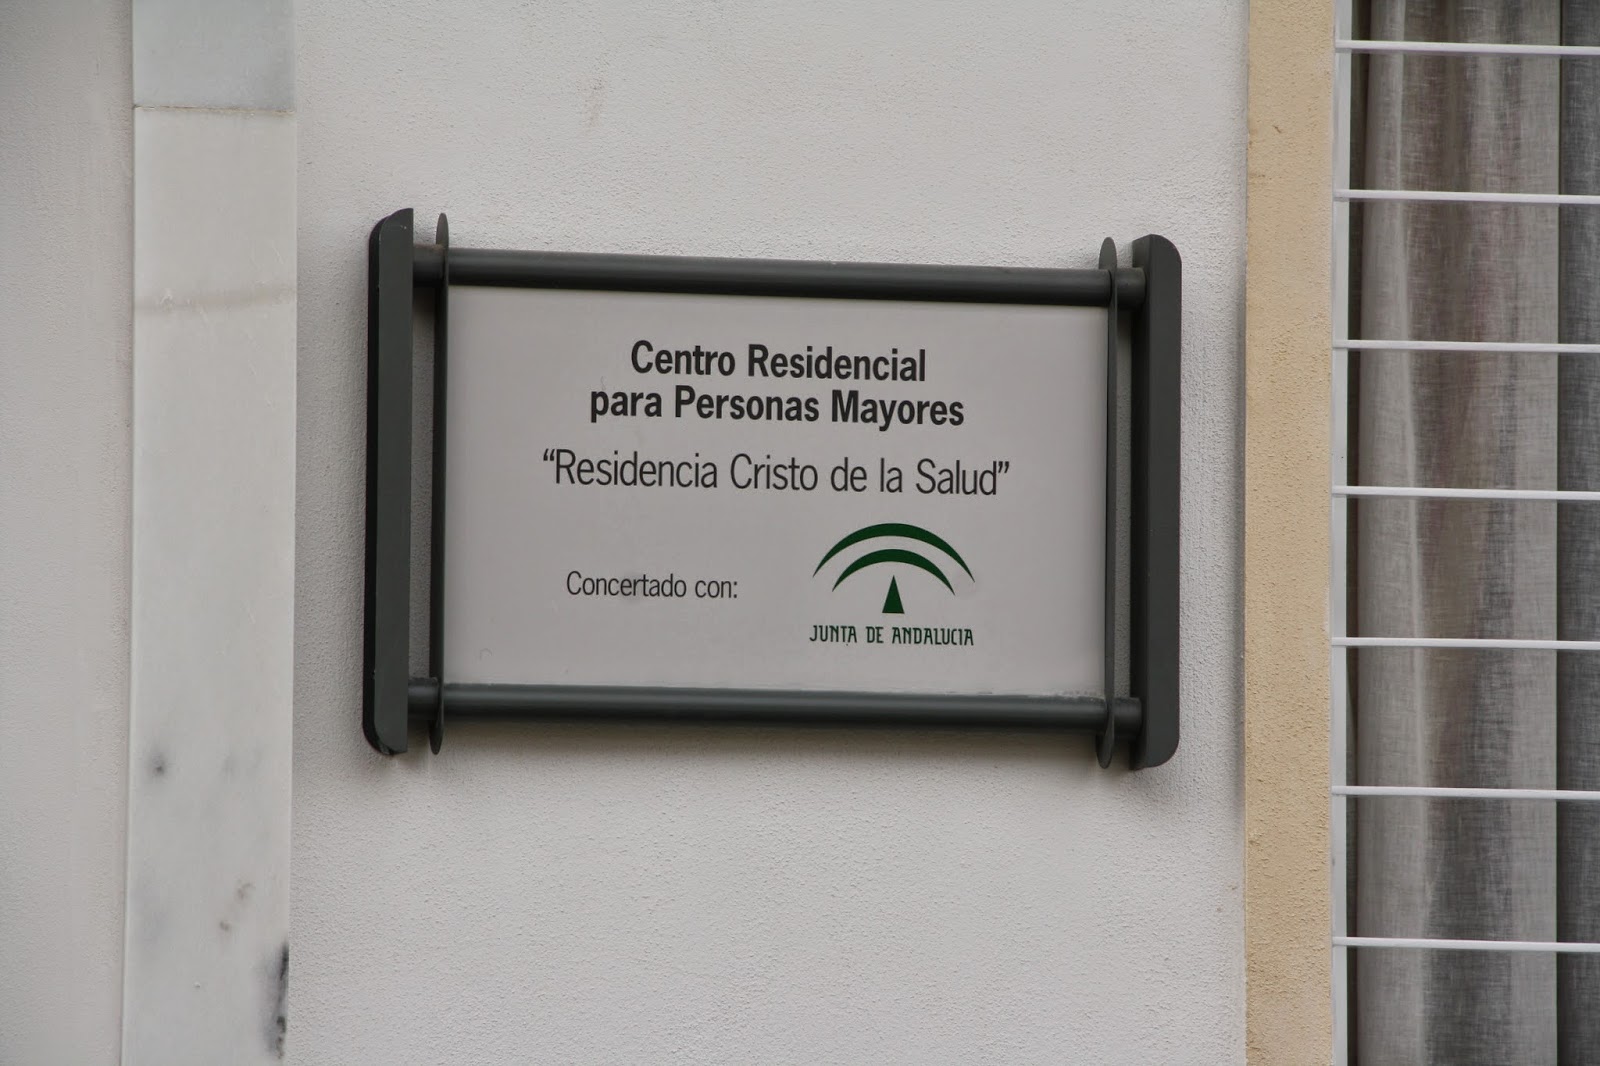 Centro Residencial
para Personas Mayores
“Residencia Cristo de la Salud”
Concertado con:
JUNTA DE ANDALUCIA